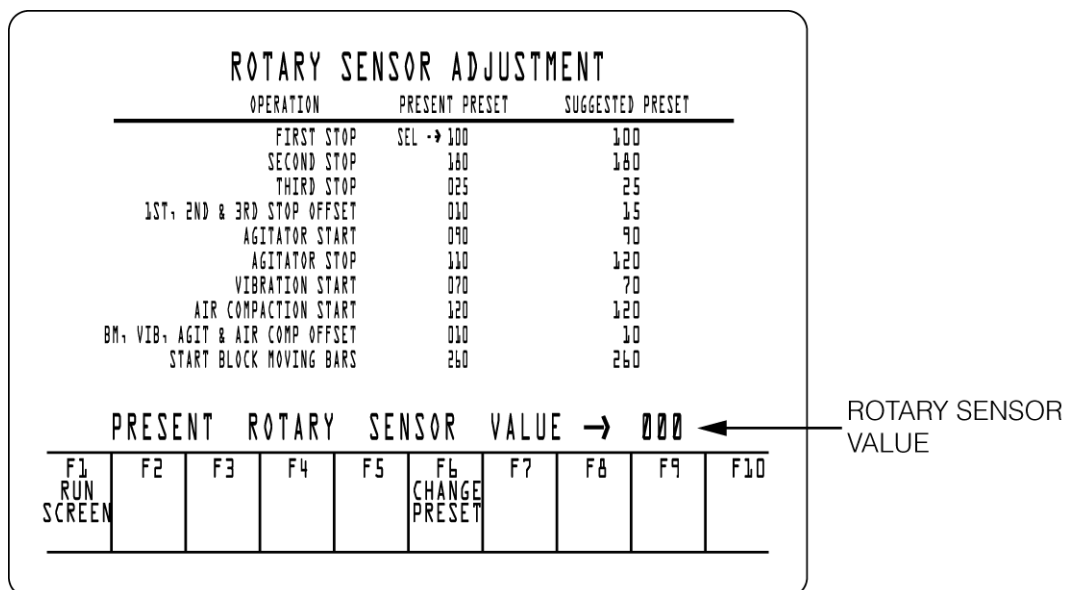 ROTARY SENSOR ADJUSTMENT
OPERATION PRESENT PRESET SUGGESTED PRESET
FIRST STOP SEL → 100 100
SECOND STOP 180 180
THIRD STOP 025 25
1ST, 2ND & 3RD STOP OFFSET 010 15
AGITATOR START 090 90
AGITATOR STOP 110 120
VIBRATION START 070 70
AIR COMPACTION START 120 120
BM, VIB, AGIT & AIR COMP OFFSET 010 10
START BLOCK MOVING BARS 260 260
PRESENT ROTARY SENSOR VALUE → 000
ROTARY SENSOR
VALUE
F1 F2 F3 F4 F5 F6 F7 F8 F9 F10
RUN CHANGE
SCREEN PRESET